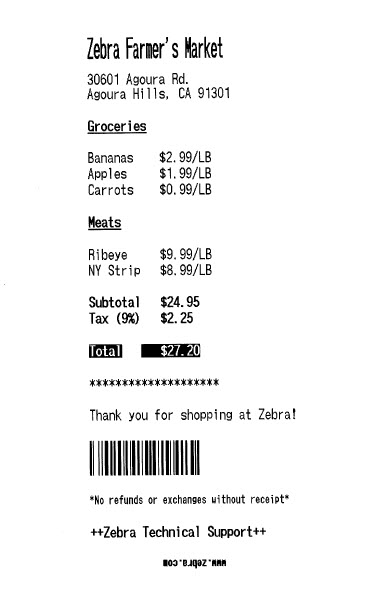 Zebra Farmer's Market
30601 Agoura Rd.
Agoura Hills, CA 91301
Groceries
Bananas $2.99/LB
Apples $1.99/LB
Carrots $0.99/LB
Meats
Ribeye $9.99/LB
NY Strip $8.99/LB
Subtotal $24.95
Tax (9%) $2.25
Total $27.20
********************
Thank you for shopping at Zebra!
*No refunds or exchanges without receipt*
++Zebra Technical Support++
www.zebra.com